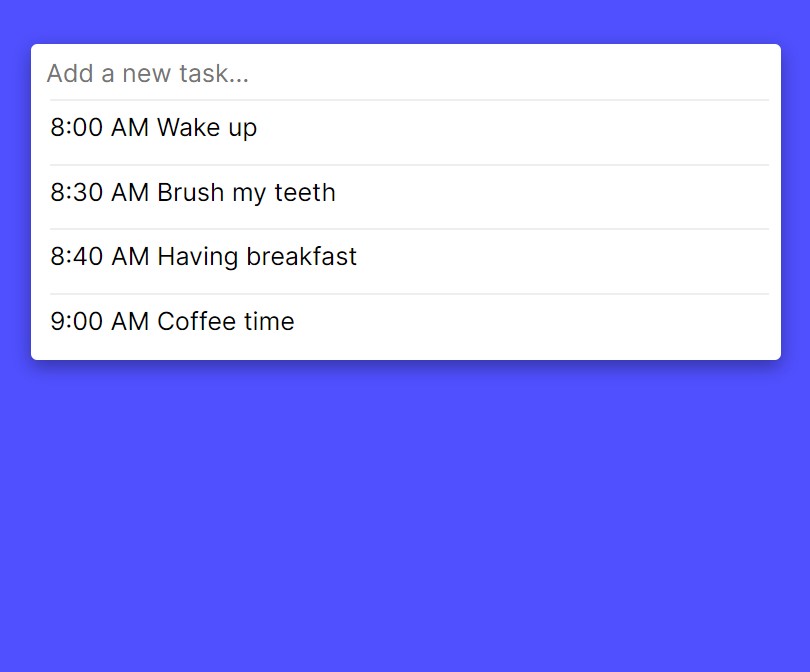 Add a new task...
8:00 AM Wake up
8:30 AM Brush my teeth
8:40 AM Having breakfast
9:00 AM Coffee time